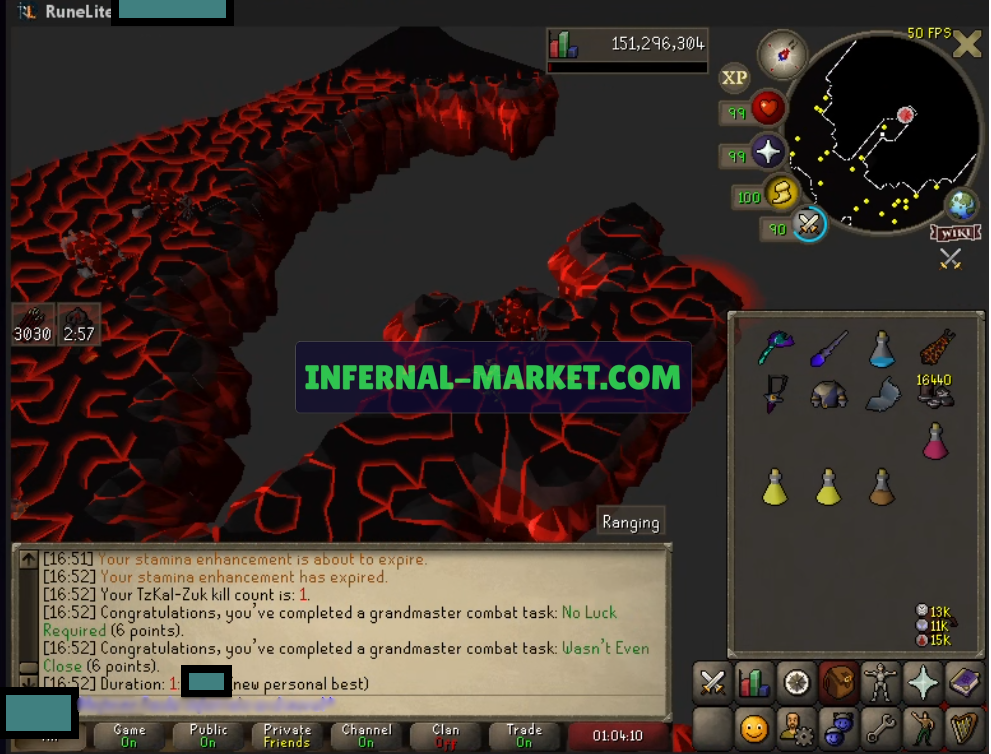 RuneLite
50 FPS
151,296,304
XP
99
99
100
90
WIKI
3030 2:57
INFERNAL-MARKET.COM
16440
Ranging
[16:51] Your stamina enhancement is about to expire.
[16:52] Your stamina enhancement has expired.
[16:52] Your TzKal-Zuk kill count is: 1.
[16:52] Congratulations, you've completed a grandmaster combat task: No Luck
Required (6 points).
[16:52] Congratulations, you've completed a grandmaster combat task: Wasn't Even
Close (6 points).
[16:52] Duration: 1: (new personal best)
13K
11K
15K
Game Public Private Channel Clan Trade
On On Friends On Off On
01:04:10